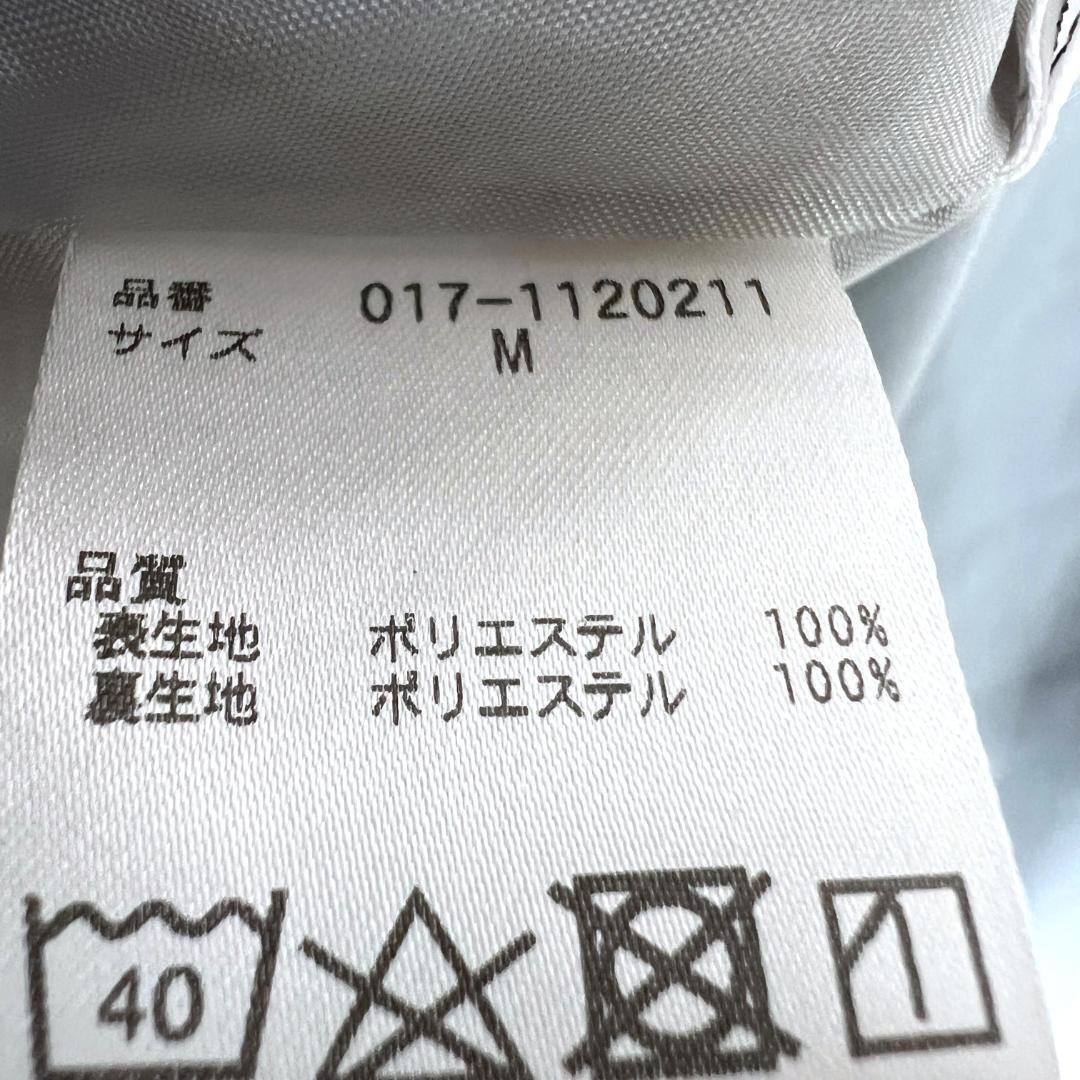 品番 017-1120211
サイズ M
品質
表生地 ポリエステル 100%
裏生地 ポリエステル 100%
40